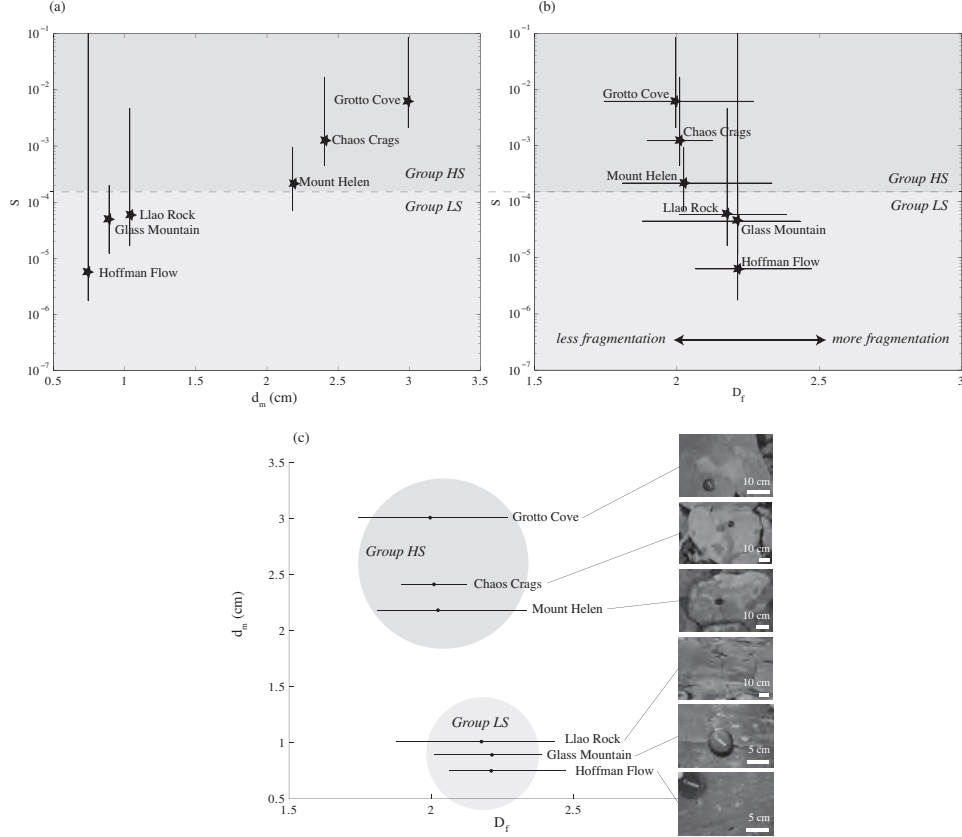 (a)
10^-1
10^-2
10^-3
10^-4
10^-5
10^-6
10^-7
S
Grotto Cove
Chaos Crags
Mount Helen
Group HS
Group LS
Llao Rock
Glass Mountain
Hoffman Flow
0.5 1 2 2.5 3 3.5
d_m (cm)
(b)
10^-1
10^-2
10^-3
10^-4
10^-5
10^-6
10^-7
S
Grotto Cove
Chaos Crags
Mount Helen
Group HS
Group LS
Llao Rock
Glass Mountain
Hoffman Flow
less fragmentation more fragmentation
1.5 2 2.5 3
D_f
(c)
3.5
3
2.5
2
1.5
1
0.5
d_m (cm)
Grotto Cove
Group HS
Chaos Crags
Mount Helen
Group LS
Llao Rock
Glass Mountain
Hoffman Flow
1.5 2 2.5
D_f
10 cm
10 cm
10 cm
10 cm
5 cm
5 cm